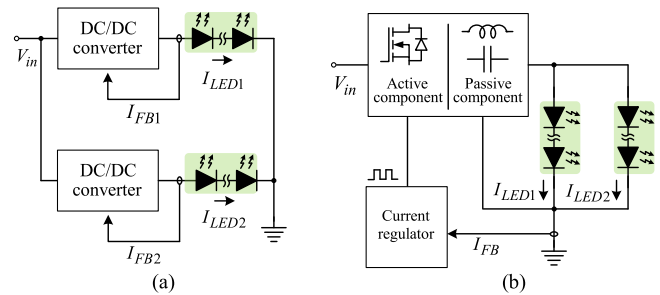 DC/DC
converter
V_in
I_LED1
I_FB1
DC/DC
converter
I_LED2
I_FB2
(a)
V_in
Active
component
Passive
component
I_LED1
I_LED2
Current
regulator
I_FB
(b)